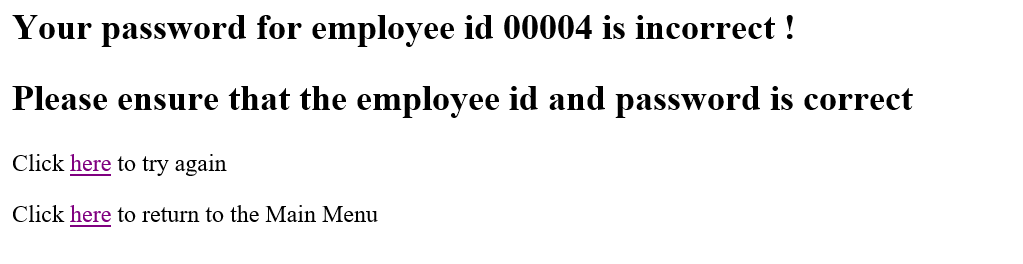 Your password for employee id 00004 is incorrect !
Please ensure that the employee id and password is correct
Click here to try again
Click here to return to the Main Menu